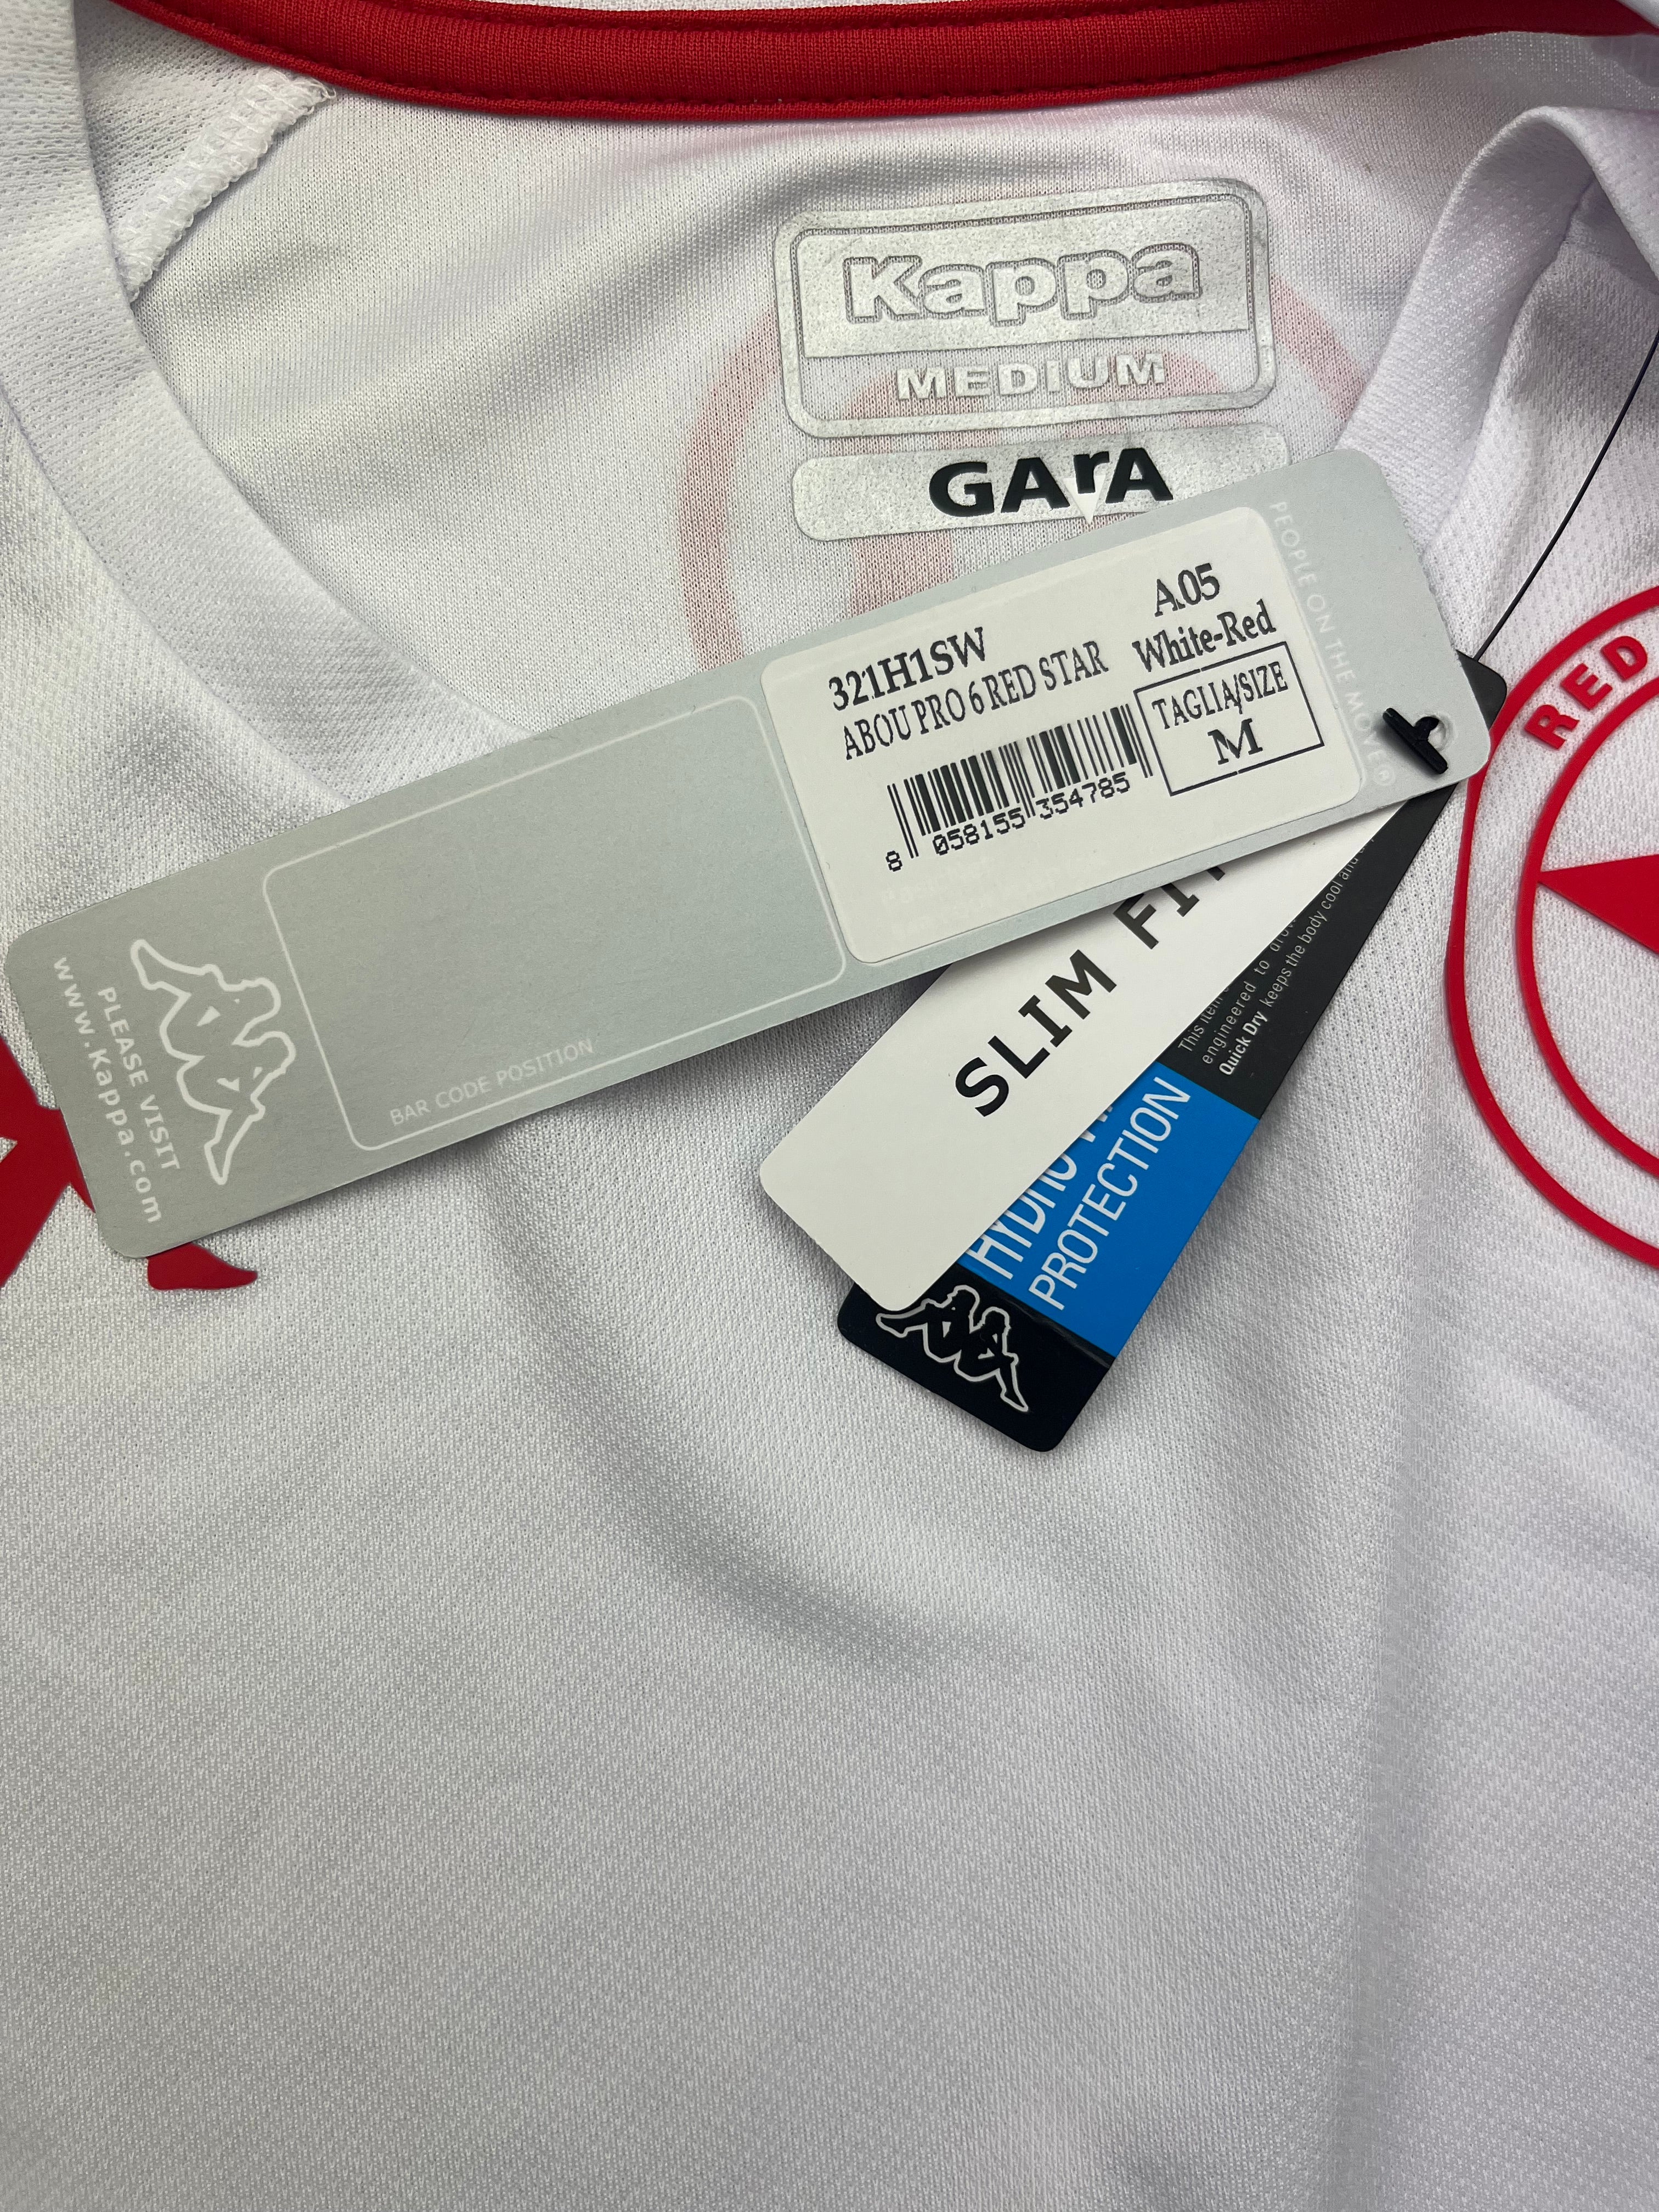 Kappa
MEDIUM
GArA
321H1SW
A05
ABOU PRO 6 RED STAR
White-Red
TAGLIA/SIZE
M
8 058155 354785
PEOPLE ON THE MOVE®
BAR CODE POSITION
PLEASE VISIT
www.Kappa.com
SLIM FIT
This item
engineered to
Quick Dry keeps the body cool and
HYDRO
PROTECTION
RED